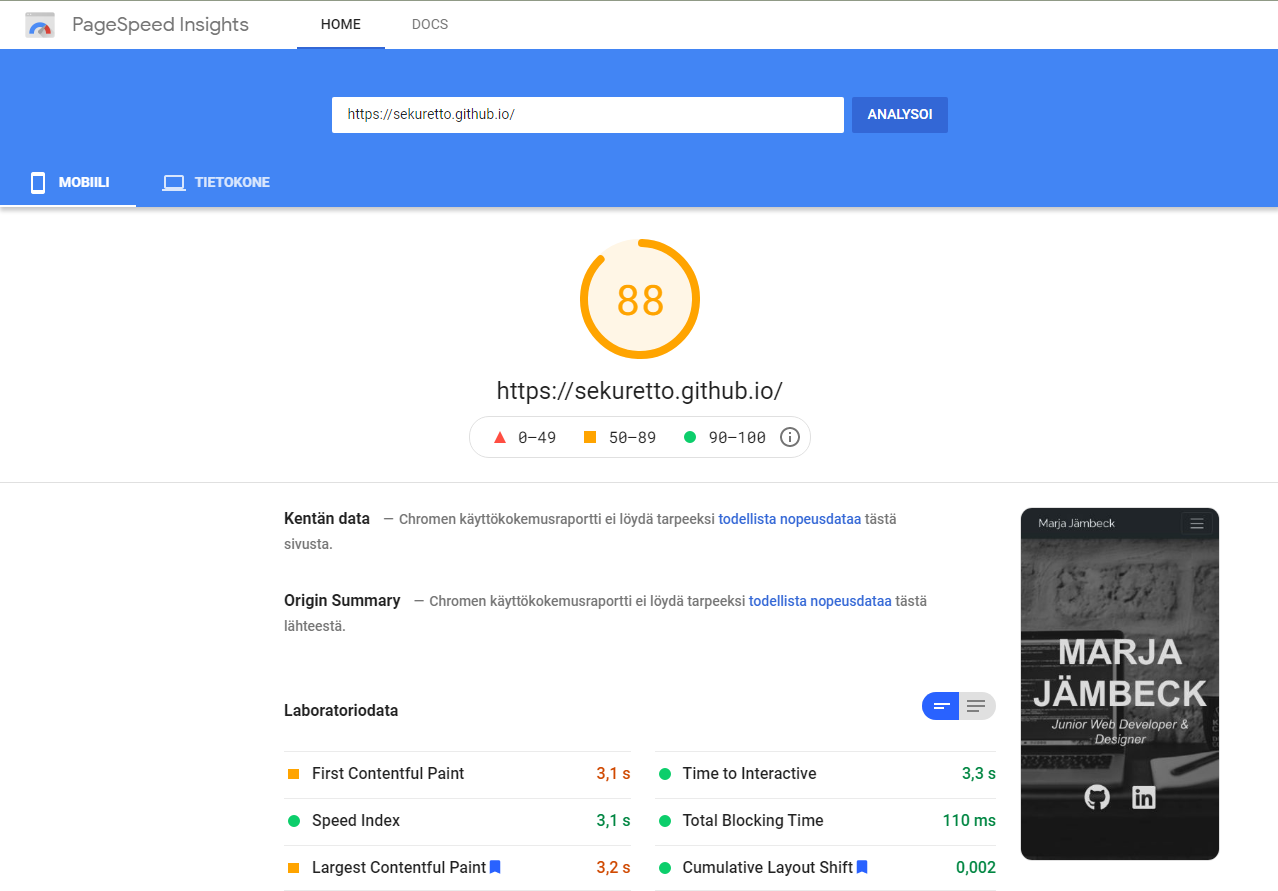 PageSpeed Insights HOME DOCS
https://sekuretto.github.io/ ANALYSOI
MOBIILI TIETOKONE
88
https://sekuretto.github.io/
0–49 50–89 90–100
Kentän data — Chromen käyttökokemusraportti ei löydä tarpeeksi todellista nopeusdataa tästä
sivusta.
Origin Summary — Chromen käyttökokemusraportti ei löydä tarpeeksi todellista nopeusdataa tästä
lähteestä.
Laboratoriodata
First Contentful Paint 3,1 s Time to Interactive 3,3 s
Speed Index 3,1 s Total Blocking Time 110 ms
Largest Contentful Paint 3,2 s Cumulative Layout Shift 0,002
Marja Jämbeck
MARJA
JÄMBECK
Junior Web Developer &
Designer
in